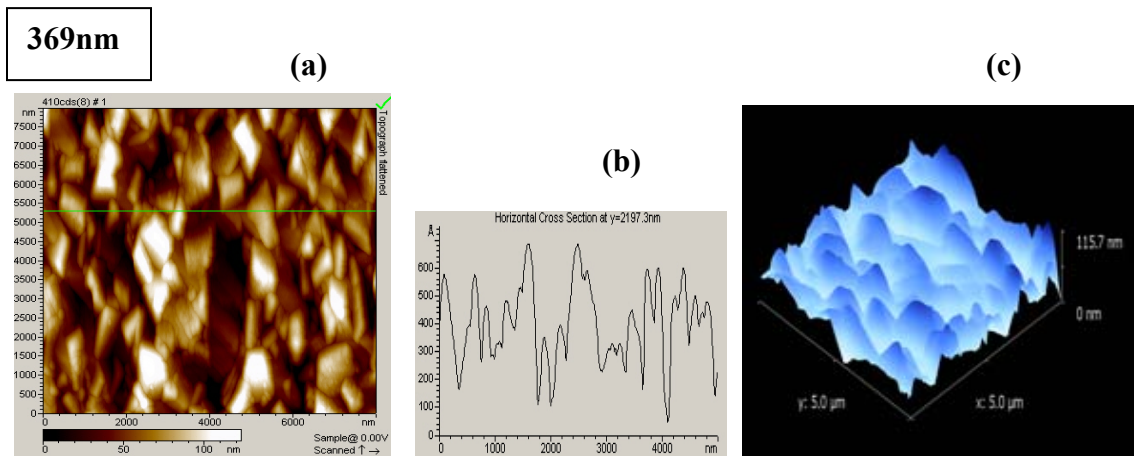 369nm
(a)
(c)
(b)
410cds(8) # 1
nm
7500
7000
6500
6000
5500
5000
4500
4000
3500
3000
2500
2000
1500
1000
500
0
0 2000 4000 6000 nm
Topograph flattened
0 50 100 nm
Sample@ 0.00V
Scanned ↑ →
Horizontal Cross Section at y=2197.3nm
A
600
500
400
300
200
100
0
0 1000 2000 3000 4000 nm
115.7 nm
0 nm
y: 5.0 µm
x: 5.0 µm